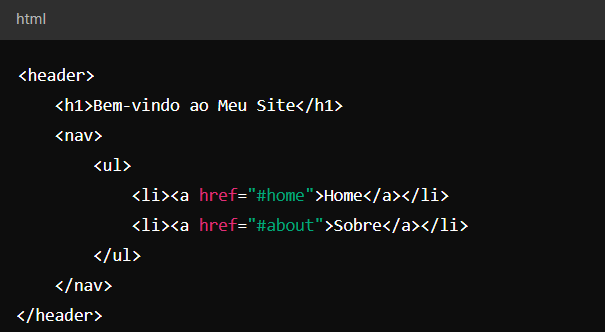 html
<header>
    <h1>Bem-vindo ao Meu Site</h1>
    <nav>
        <ul>
            <li><a href="#home">Home</a></li>
            <li><a href="#about">Sobre</a></li>
        </ul>
    </nav>
</header>